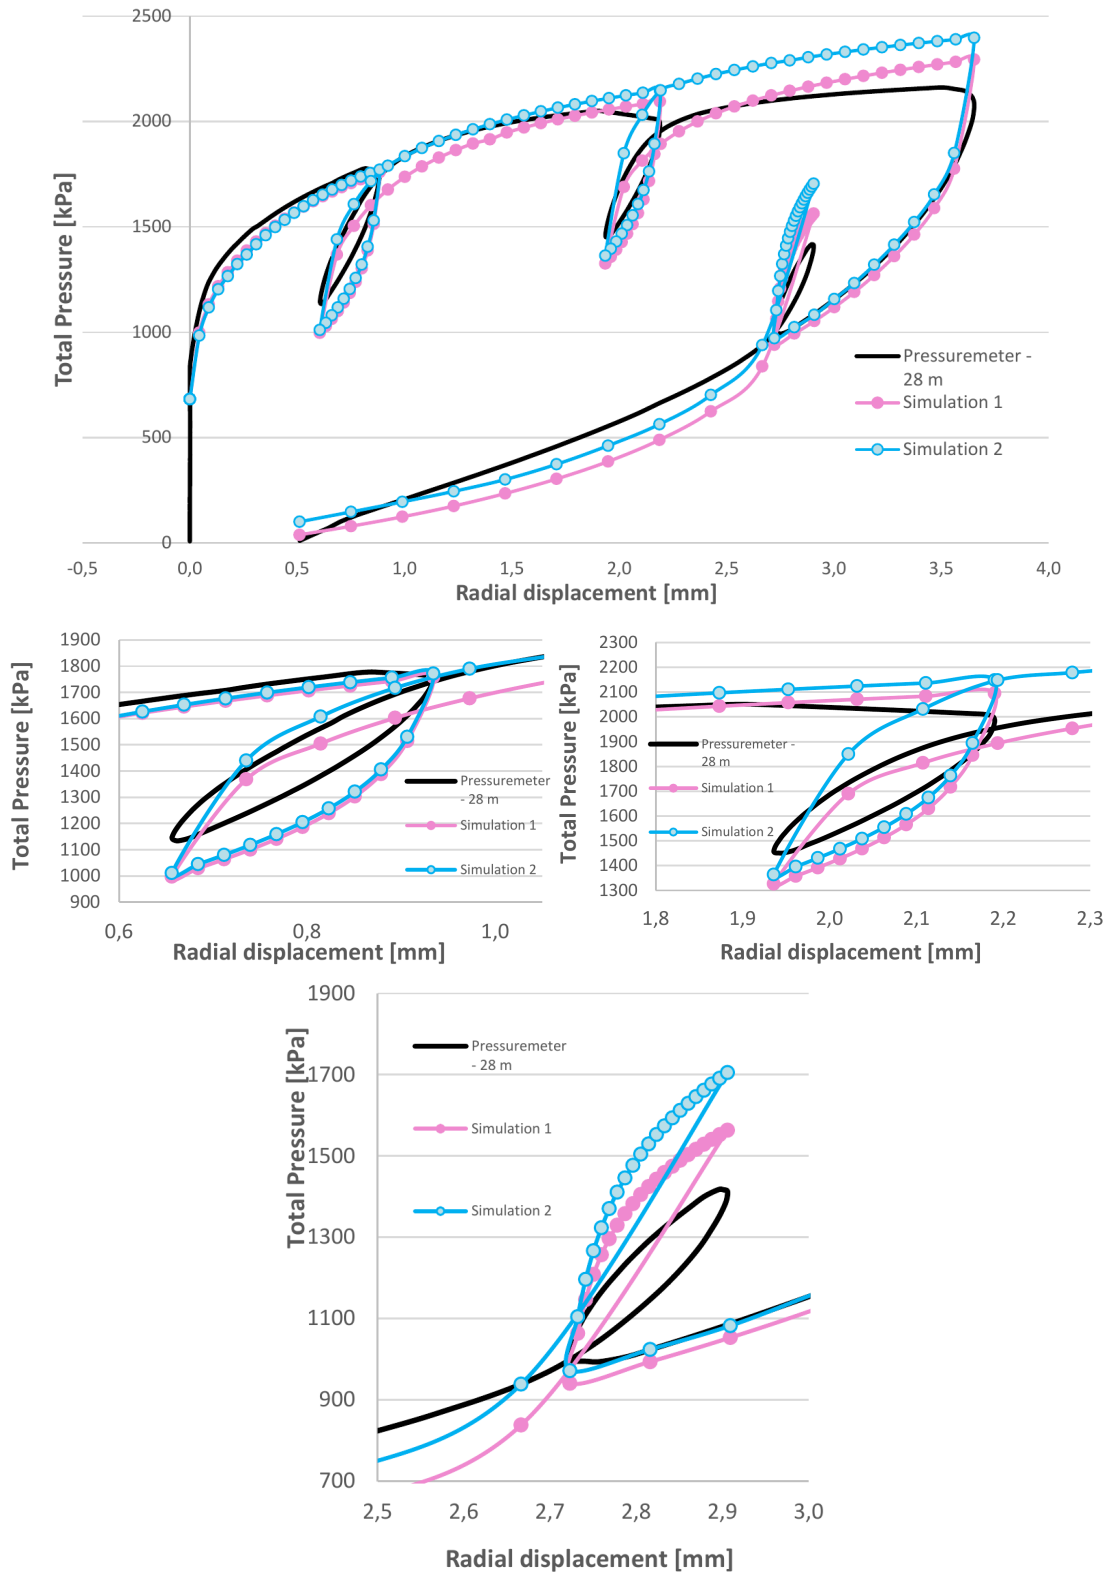 2500
2000
1500
1000
500
0
Total Pressure [kPa]
-0,5 0,0 0,5 1,0 1,5 2,0 2,5 3,0 3,5 4,0
Radial displacement [mm]
Pressuremeter -
28 m
Simulation 1
Simulation 2
1900
1800
1700
1600
1500
1400
1300
1200
1100
1000
900
Total Pressure [kPa]
0,6 0,8 1,0
Radial displacement [mm]
Pressuremeter
- 28 m
Simulation 1
Simulation 2
2300
2200
2100
2000
1900
1800
1700
1600
1500
1400
1300
Total Pressure [kPa]
1,8 1,9 2,0 2,1 2,2 2,3
Radial displacement [mm]
Pressuremeter -
28 m
Simulation 1
Simulation 2
1900
1700
1500
1300
1100
900
700
Total Pressure [kPa]
2,5 2,6 2,7 2,8 2,9 3,0
Radial displacement [mm]
Pressuremeter
- 28 m
Simulation 1
Simulation 2